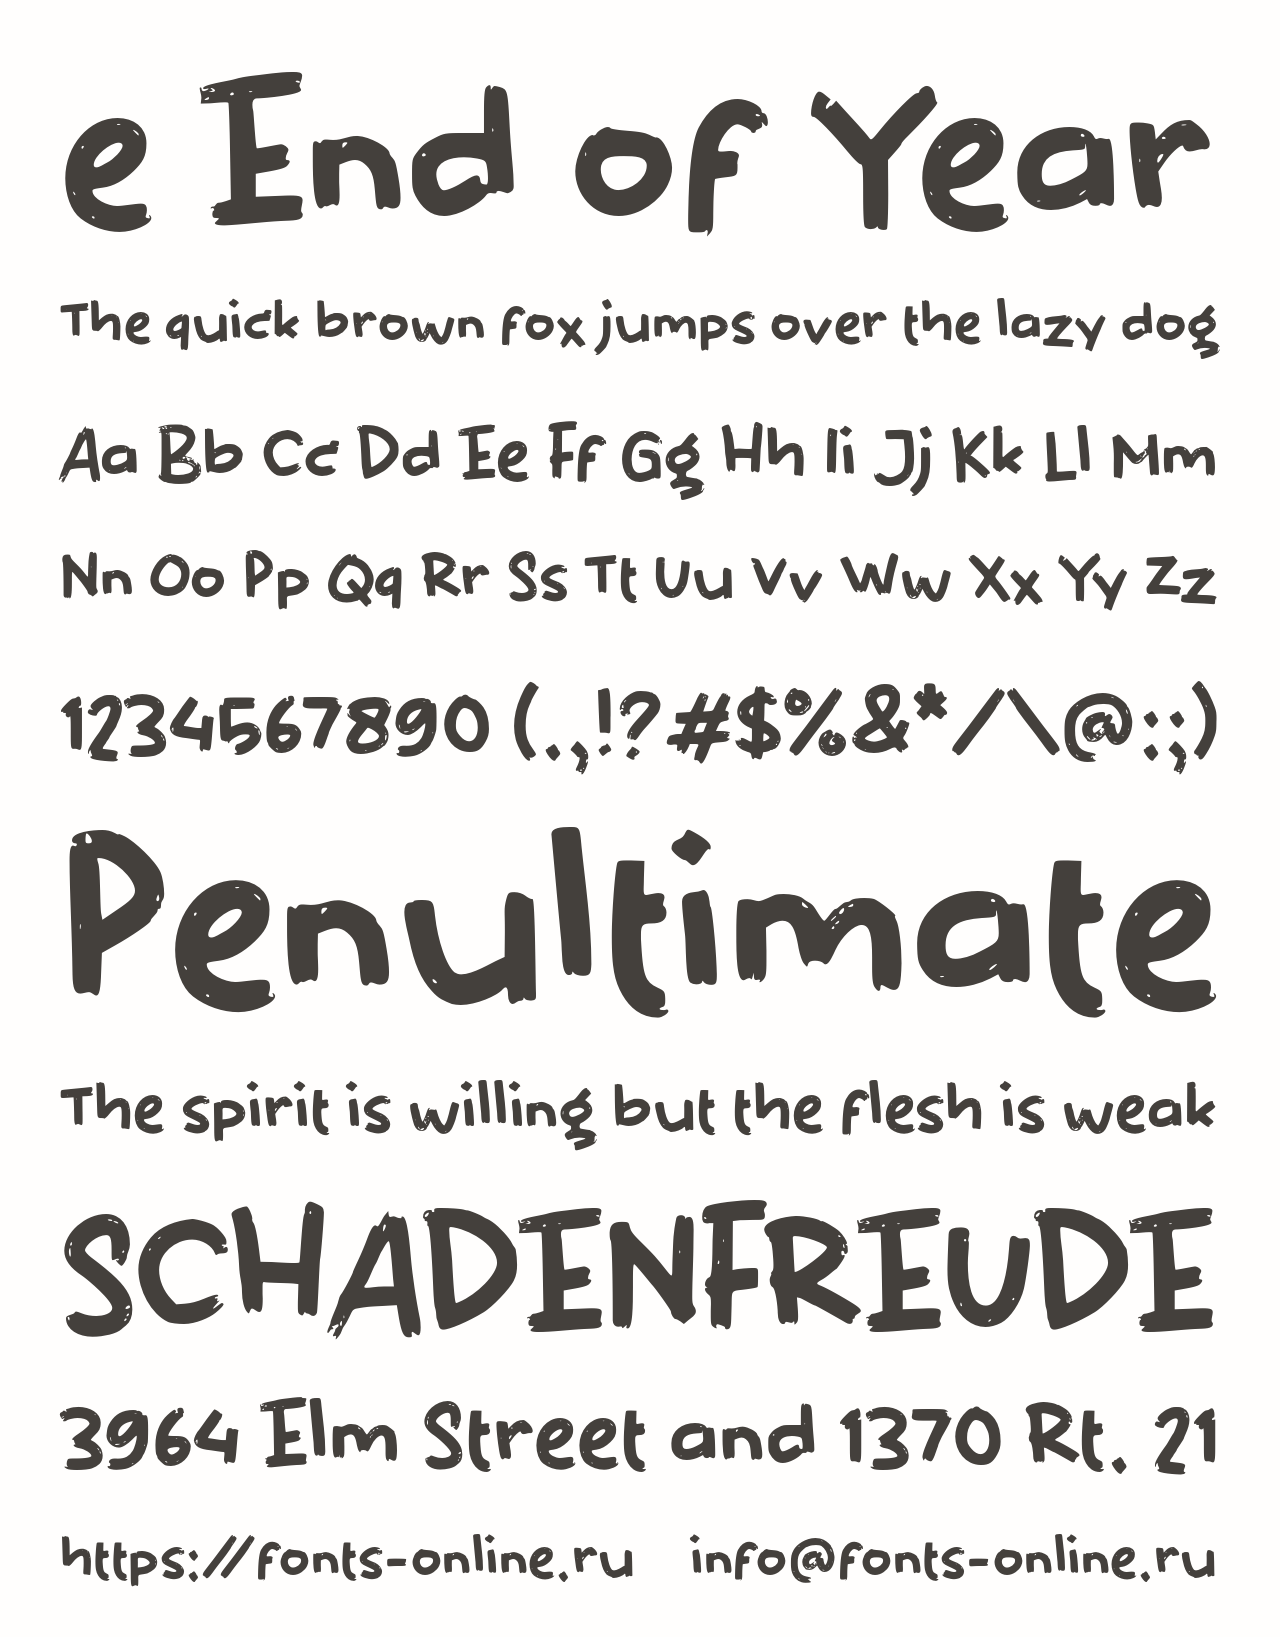 e End of Year
The quick brown fox jumps over the lazy dog
Aa Bb Cc Dd Ee Ff Gg Hh Ii Jj Kk Ll Mm
Nn Oo Pp Qq Rr Ss Tt Uu Vv Ww Xx Yy Zz
1234567890 (.,!?#$%&*/\@:;)
Penultimate
The spirit is willing but the flesh is weak
SCHADENFREUDE
3964 Elm Street and 1370 Rt. 21
https://fonts-online.ru info@fonts-online.ru